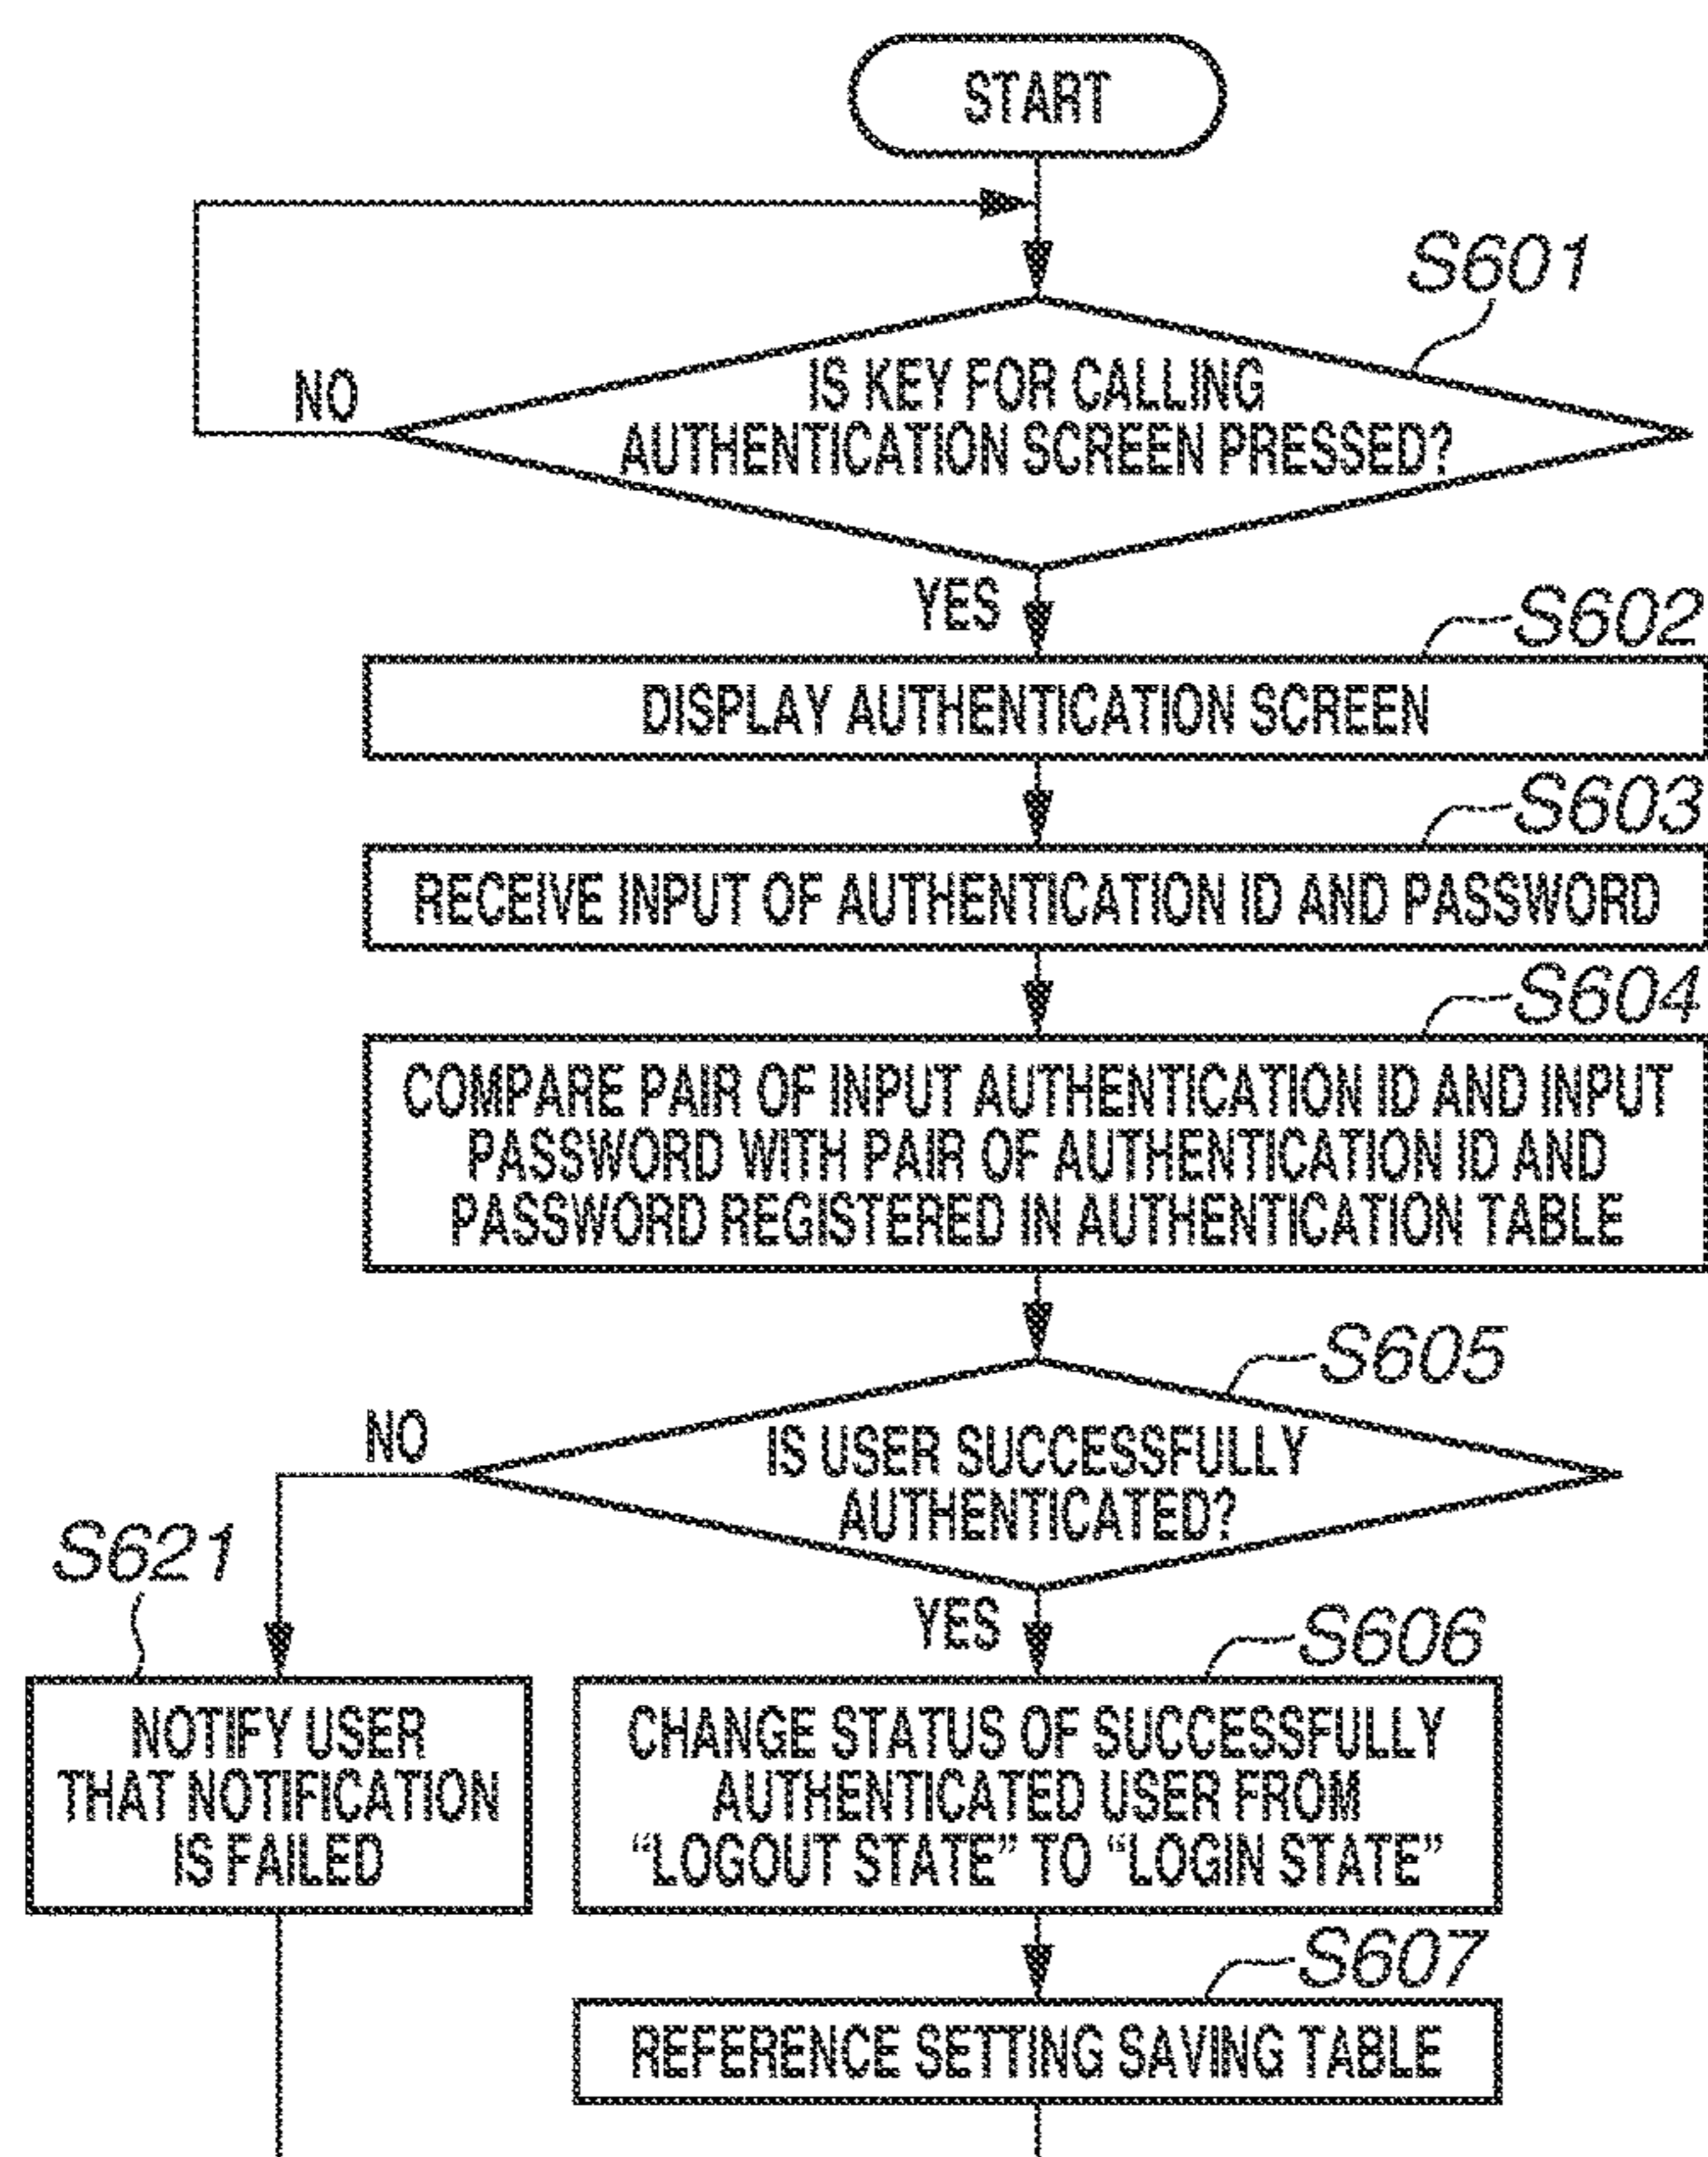 START
S601
NO
IS KEY FOR CALLING
AUTHENTICATION SCREEN PRESSED?
YES
S602
DISPLAY AUTHENTICATION SCREEN
S603
RECEIVE INPUT OF AUTHENTICATION ID AND PASSWORD
S604
COMPARE PAIR OF INPUT AUTHENTICATION ID AND INPUT
PASSWORD WITH PAIR OF AUTHENTICATION ID AND
PASSWORD REGISTERED IN AUTHENTICATION TABLE
S605
NO
IS USER SUCCESSFULLY
AUTHENTICATED?
S621
YES
S606
NOTIFY USER
THAT NOTIFICATION
IS FAILED
CHANGE STATUS OF SUCCESSFULLY
AUTHENTICATED USER FROM
“LOGOUT STATE” TO “LOGIN STATE”
S607
REFERENCE SETTING SAVING TABLE